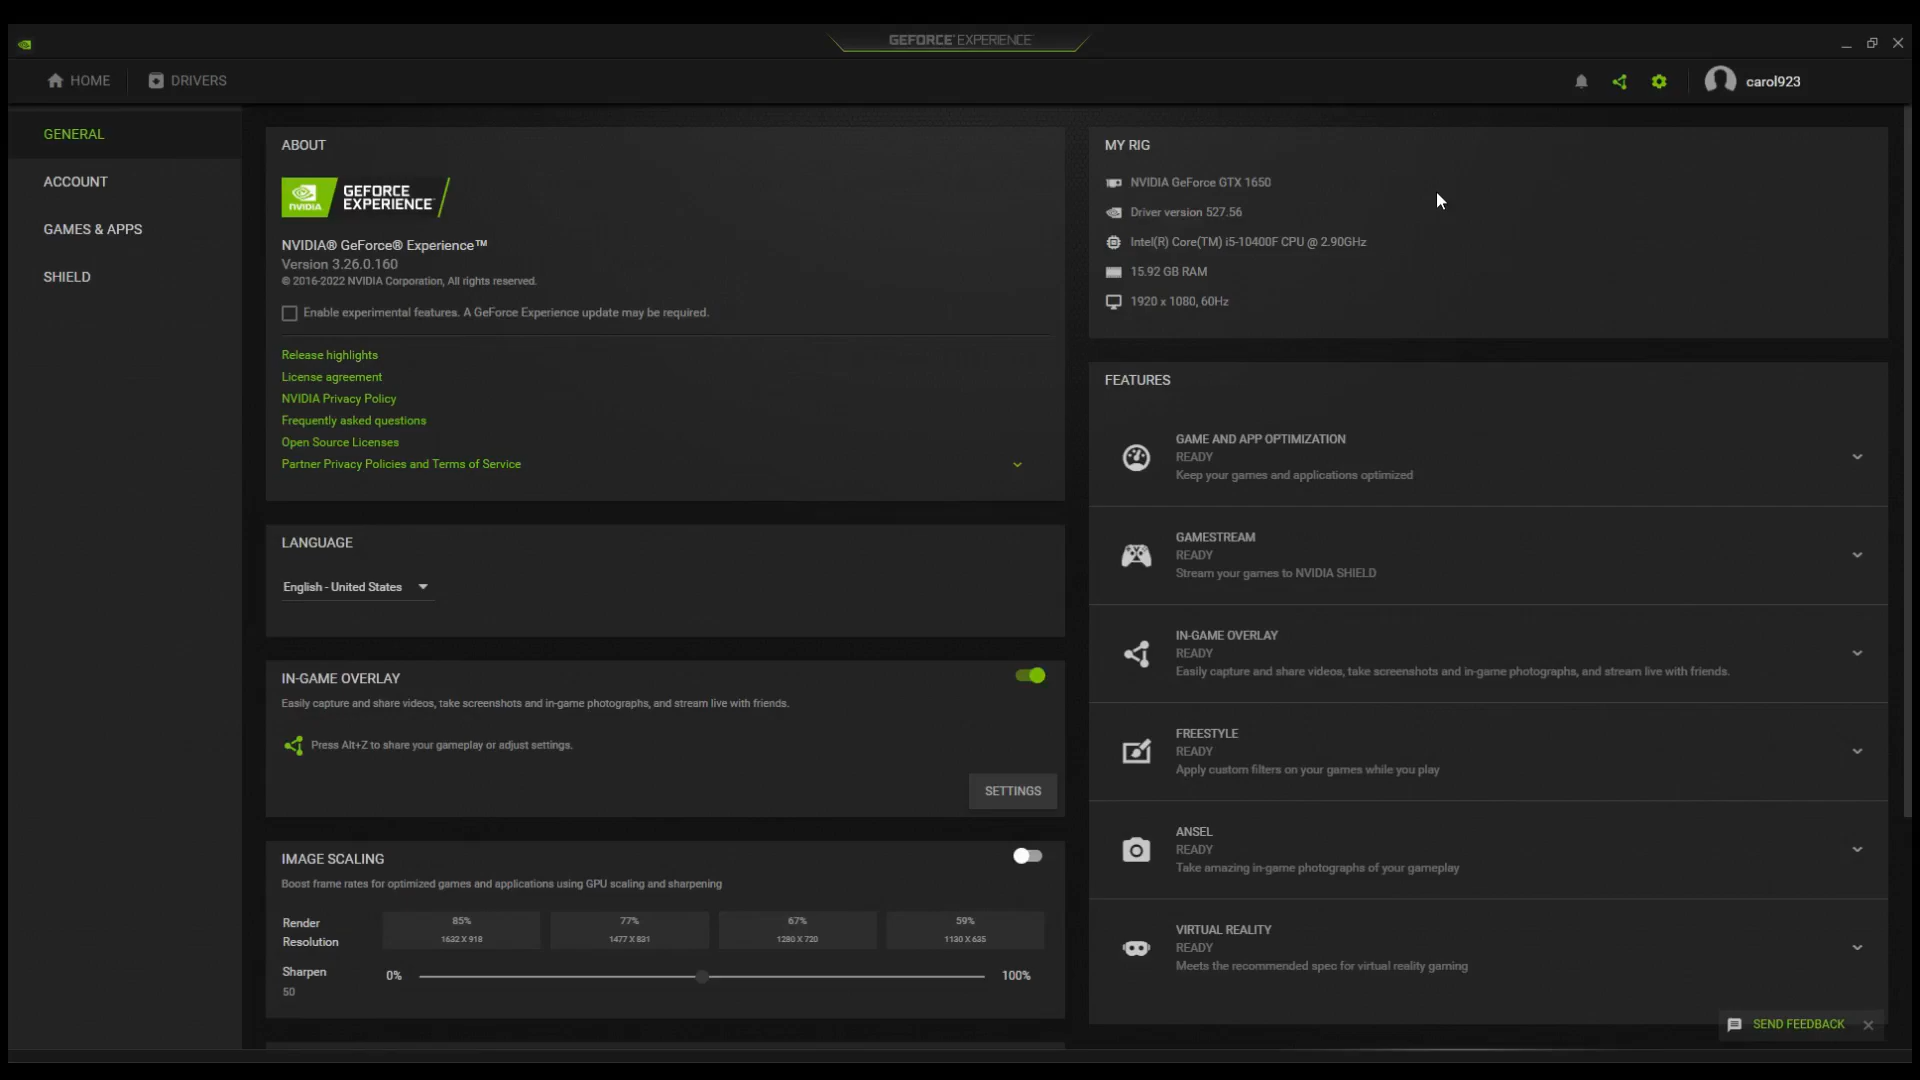 GEFORCE EXPERIENCE
HOME
DRIVERS
carol923
GENERAL
ACCOUNT
GAMES & APPS
SHIELD
ABOUT
NVIDIA
GEFORCE
EXPERIENCE
NVIDIA® GeForce® Experience™
Version 3.26.0.160
© 2016-2022 NVIDIA Corporation, All rights reserved.
Enable experimental features. A GeForce Experience update may be required.
Release highlights
License agreement
NVIDIA Privacy Policy
Frequently asked questions
Open Source Licenses
Partner Privacy Policies and Terms of Service
LANGUAGE
English - United States
IN-GAME OVERLAY
Easily capture and share videos, take screenshots and in-game photographs, and stream live with friends.
Press Alt+Z to share your gameplay or adjust settings.
SETTINGS
IMAGE SCALING
Boost frame rates for optimized games and applications using GPU scaling and sharpening
Render
Resolution
85%
1632 X 918
77%
1477 X 831
67%
1280 X 720
59%
1130 X 635
Sharpen
50
0%
100%
MY RIG
NVIDIA GeForce GTX 1650
Driver version 527.56
Intel(R) Core(TM) i5-10400F CPU @ 2.90GHz
15.92 GB RAM
1920 x 1080, 60Hz
FEATURES
GAME AND APP OPTIMIZATION
READY
Keep your games and applications optimized
GAMESTREAM
READY
Stream your games to NVIDIA SHIELD
IN-GAME OVERLAY
READY
Easily capture and share videos, take screenshots and in-game photographs, and stream live with friends.
FREESTYLE
READY
Apply custom filters on your games while you play
ANSEL
READY
Take amazing in-game photographs of your gameplay
VIRTUAL REALITY
READY
Meets the recommended spec for virtual reality gaming
SEND FEEDBACK